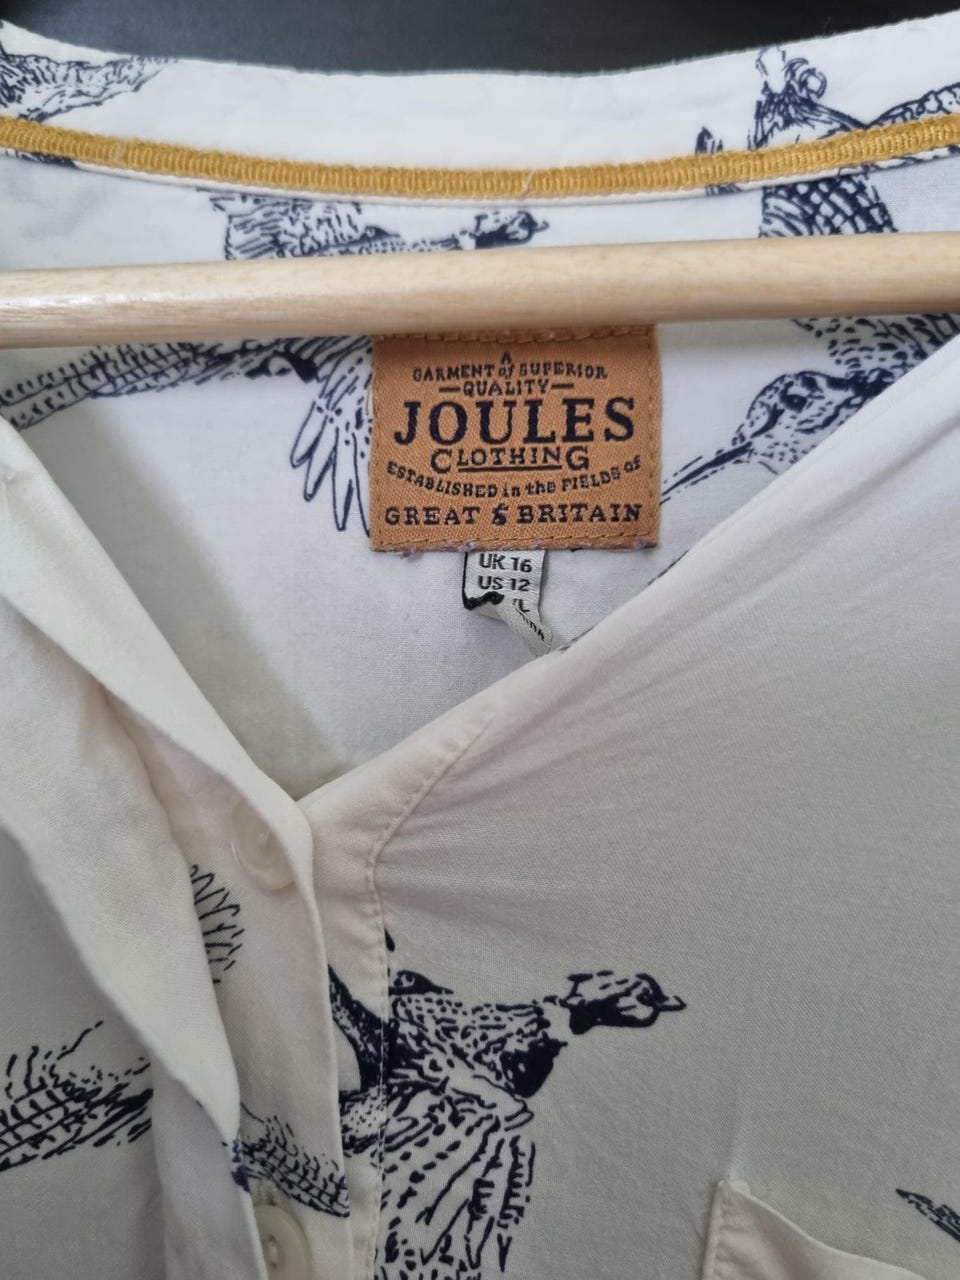 A
GARMENT of SUPERIOR
QUALITY
JOULES
CLOTHING
ESTABLISHED in the FIELDS of
GREAT & BRITAIN
UK 16
US 12